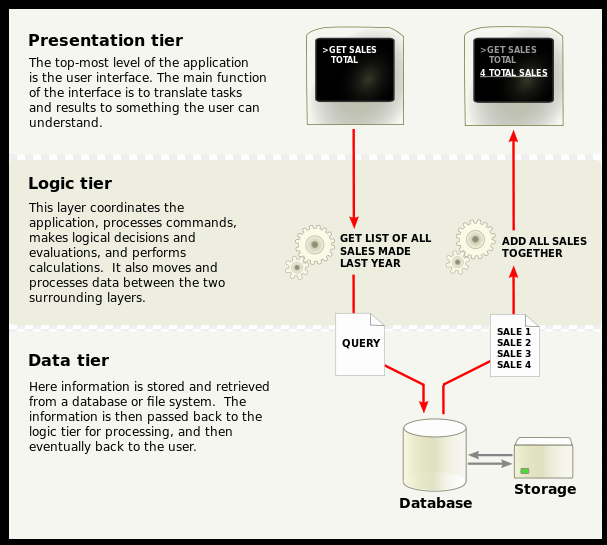 Presentation tier
The top-most level of the application
is the user interface. The main function
of the interface is to translate tasks
and results to something the user can
understand.
>GET SALES
TOTAL
>GET SALES
TOTAL
4 TOTAL SALES
Logic tier
This layer coordinates the
application, processes commands,
makes logical decisions and
evaluations, and performs
calculations.  It also moves and
processes data between the two
surrounding layers.
GET LIST OF ALL
SALES MADE
LAST YEAR
ADD ALL SALES
TOGETHER
Data tier
Here information is stored and retrieved
from a database or file system.  The
information is then passed back to the
logic tier for processing, and then
eventually back to the user.
QUERY
SALE 1
SALE 2
SALE 3
SALE 4
Database
Storage